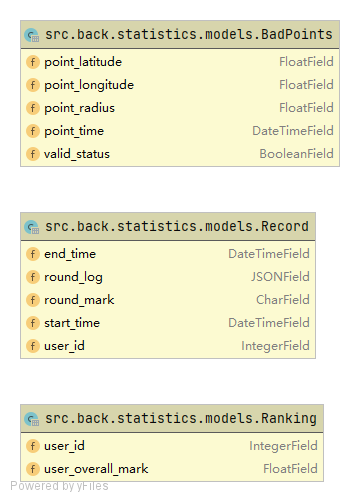 src.back.statistics.models.BadPoints
point_latitude FloatField
point_longitude FloatField
point_radius FloatField
point_time DateTimeField
valid_status BooleanField
src.back.statistics.models.Record
end_time DateTimeField
round_log JSONField
round_mark CharField
start_time DateTimeField
user_id IntegerField
src.back.statistics.models.Ranking
user_id IntegerField
user_overall_mark FloatField
Powered by yFiles